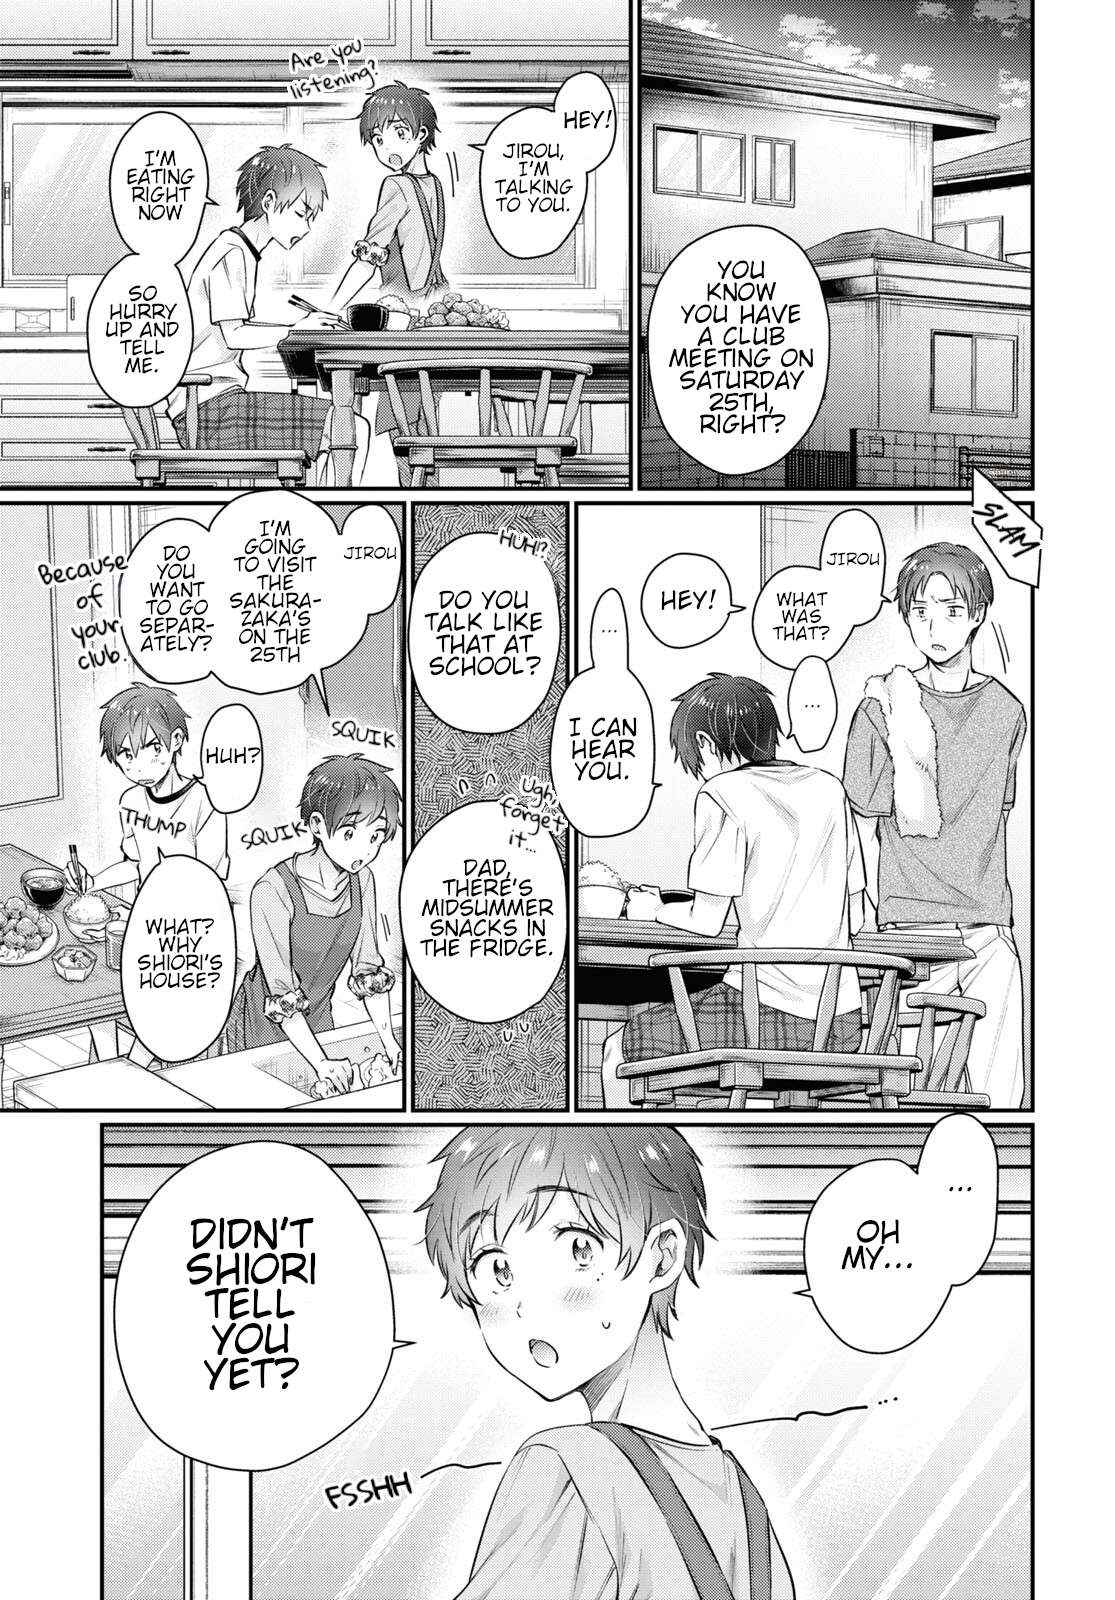 YOU
KNOW
YOU HAVE
A CLUB
MEETING ON
SATURDAY
25TH,
RIGHT?
HEY!
JIROU,
I'M
TALKING
TO YOU.
Are you
listening?
I'M
EATING
RIGHT
NOW
SO
HURRY
UP AND
TELL
ME.
SLAM
JIROU
WHAT
WAS
THAT?
...
HEY!
...
I CAN
HEAR
YOU.
HUH?
DO YOU
TALK LIKE
THAT AT
SCHOOL?
Ugh,
forget
it...
DAD,
THERE'S
MIDSUMMER
SNACKS IN
THE FRIDGE.
JIROU
I'M
GOING
TO VISIT
THE
SAKURA-
ZAKA'S
ON THE
25TH
DO
YOU
WANT
TO GO
SEPAR-
ATELY?
Because
of
your
club.
SQUIK
SQUIK
HUH?
THUMP
WHAT?
WHY
SHIORI'S
HOUSE?
...
OH
MY...
...
FSSHH
DIDN'T
SHIORI
TELL
YOU
YET?